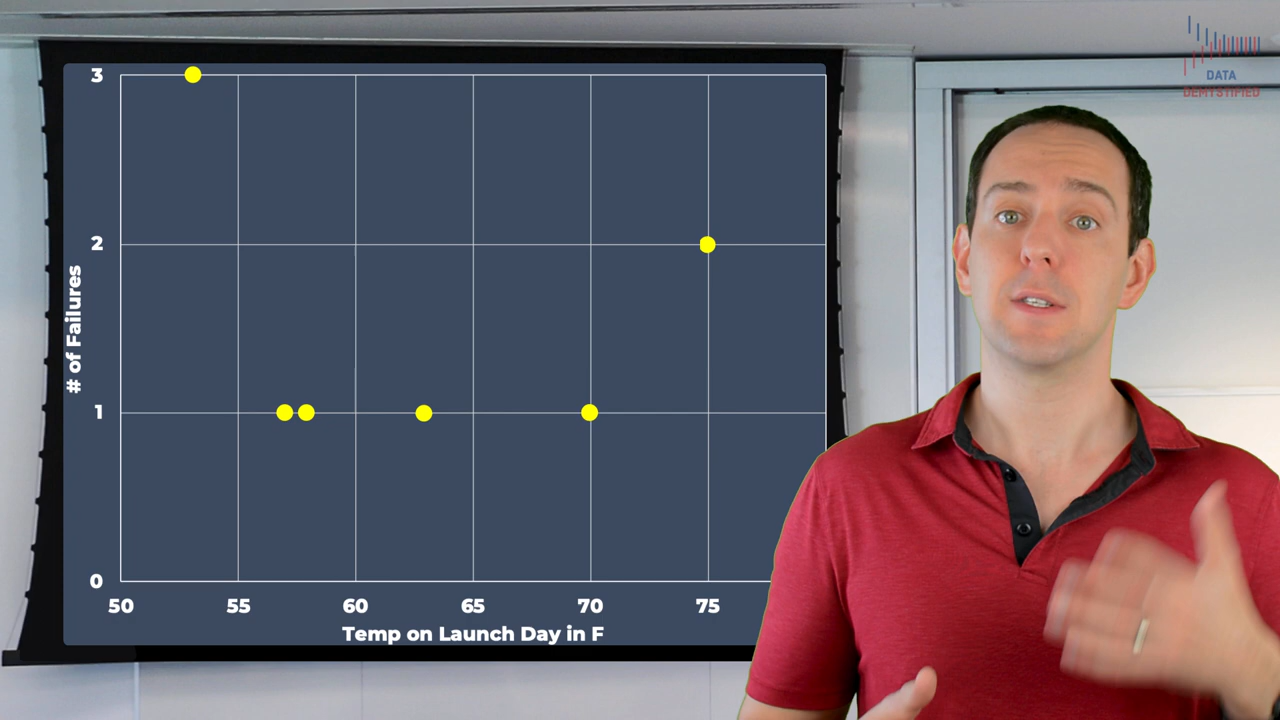 DATA
DEMYSTIFIED
3
2
1
0
# of Failures
50 55 60 65 70 75
Temp on Launch Day in F